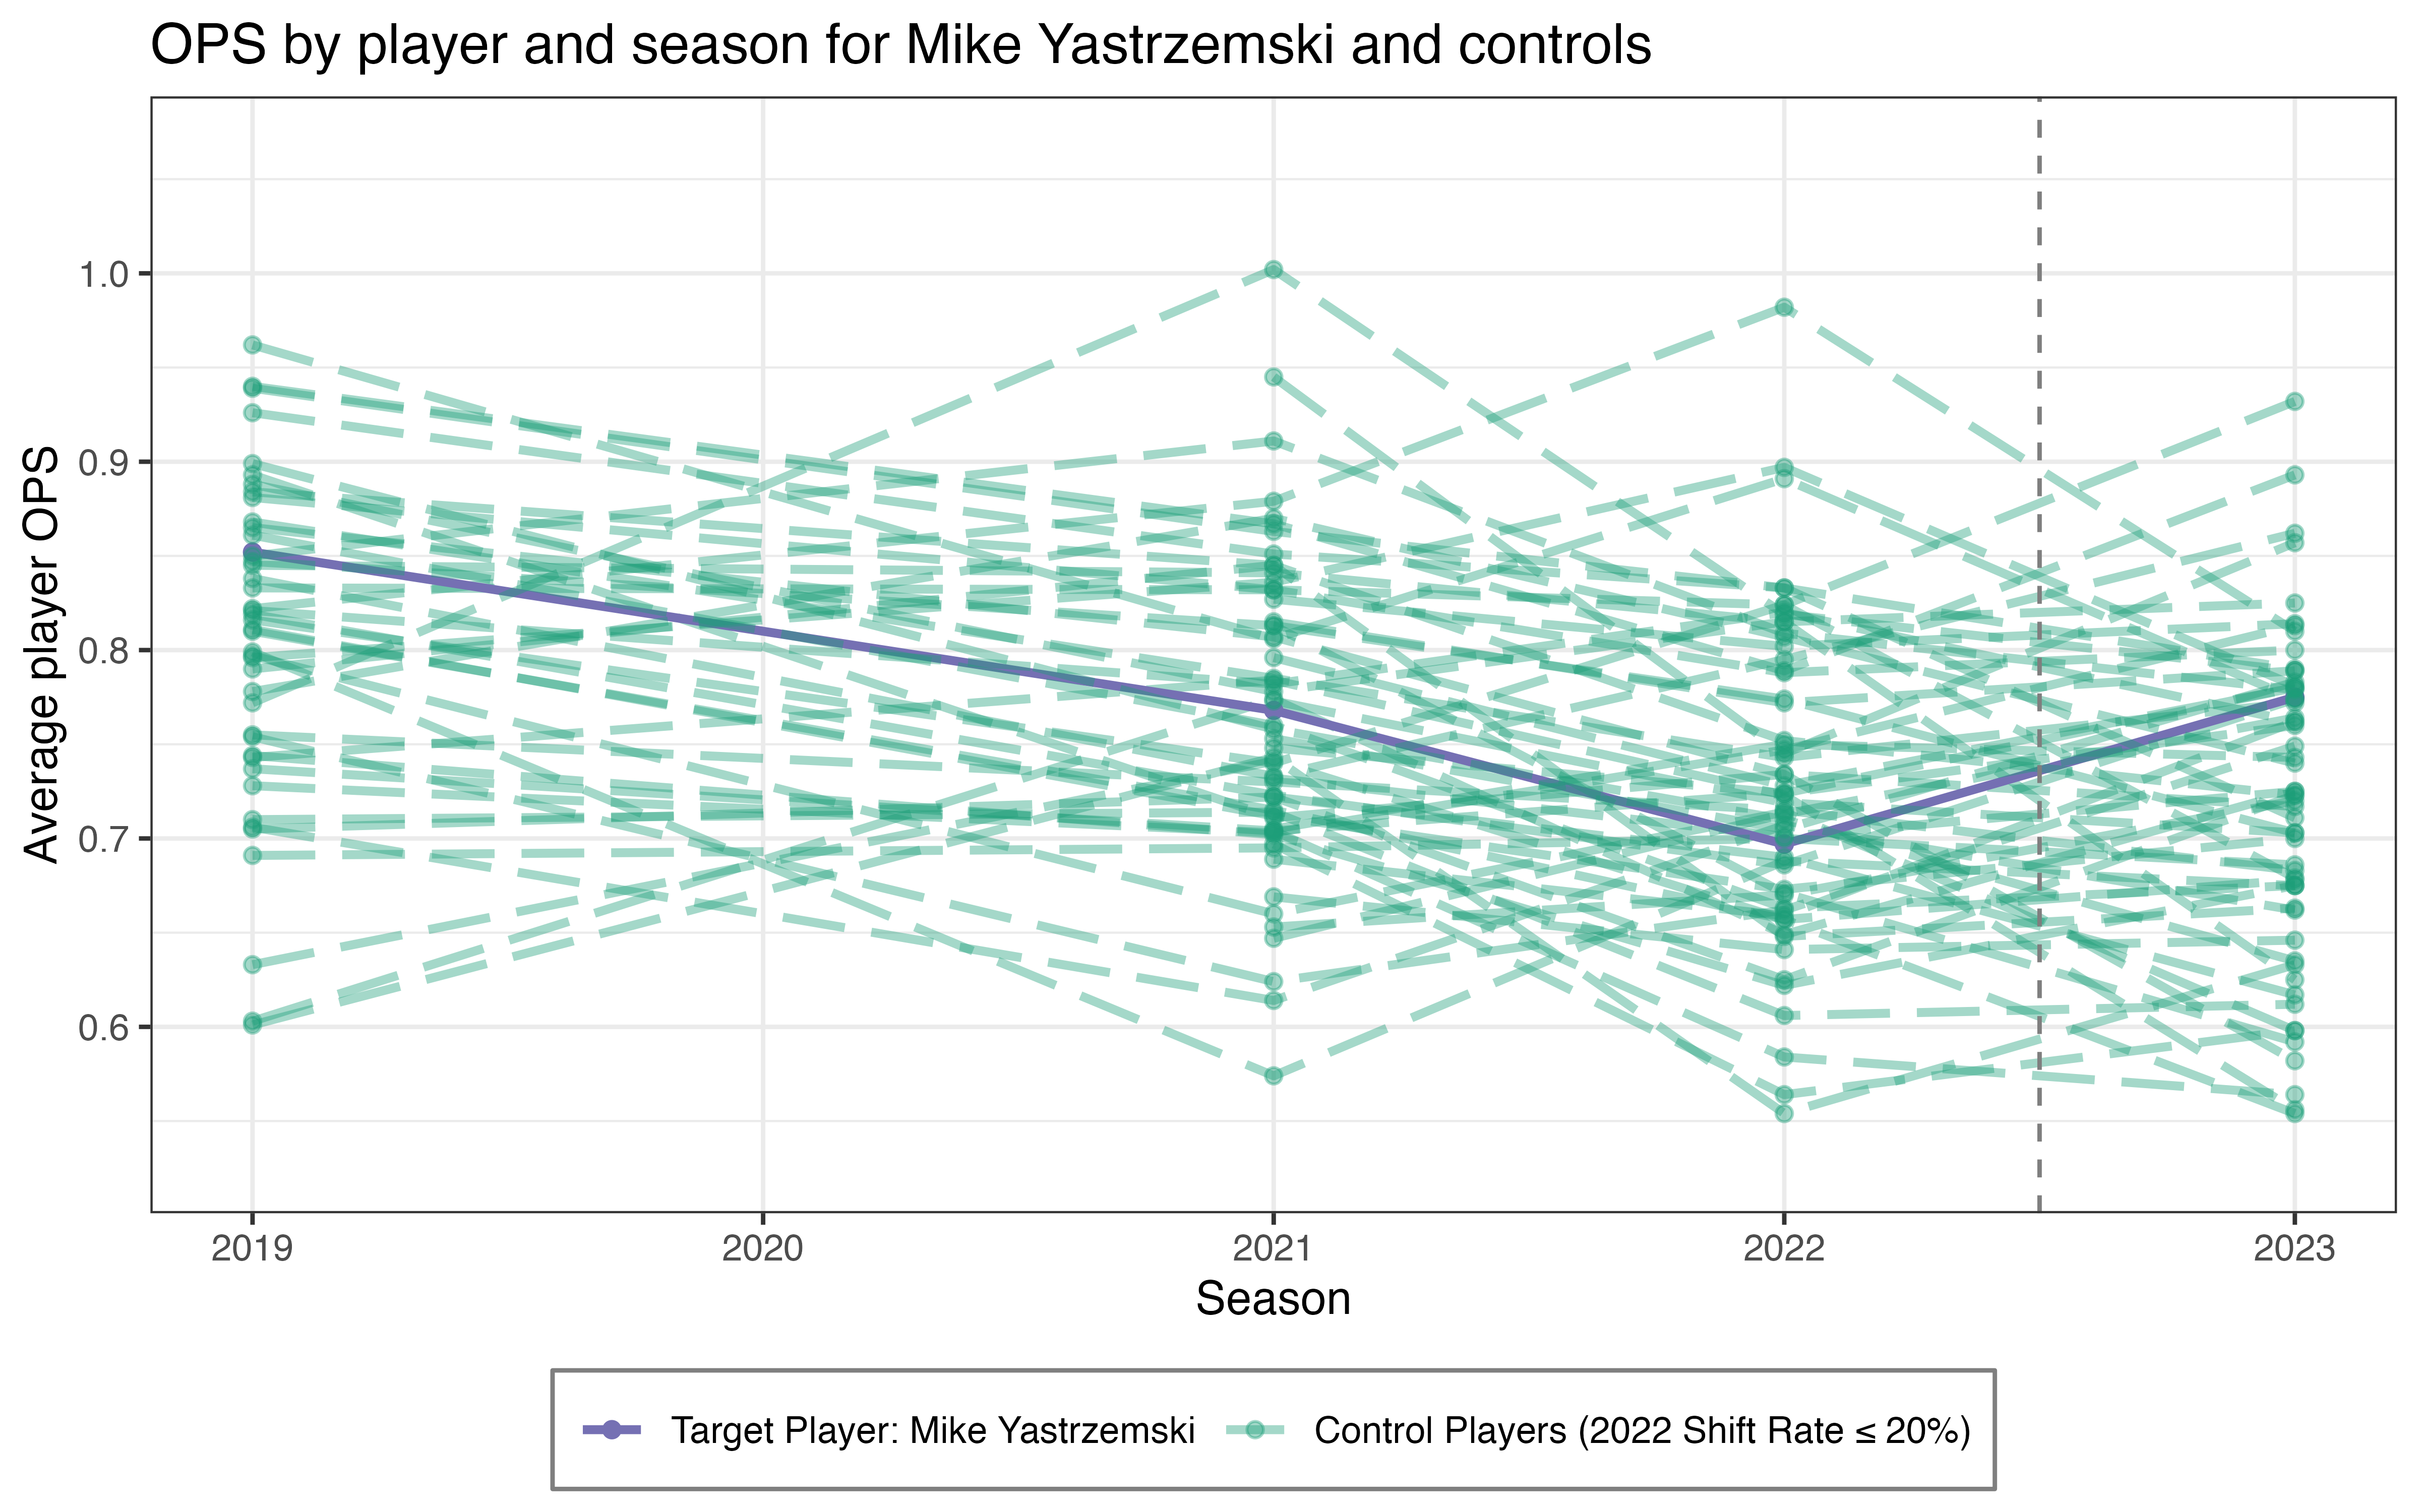 OPS by player and season for Mike Yastrzemski and controls
Average player OPS
1.0
0.9
0.8
0.7
0.6
2019 2020 2021 2022 2023
Season
Target Player: Mike Yastrzemski Control Players (2022 Shift Rate ≤ 20%)